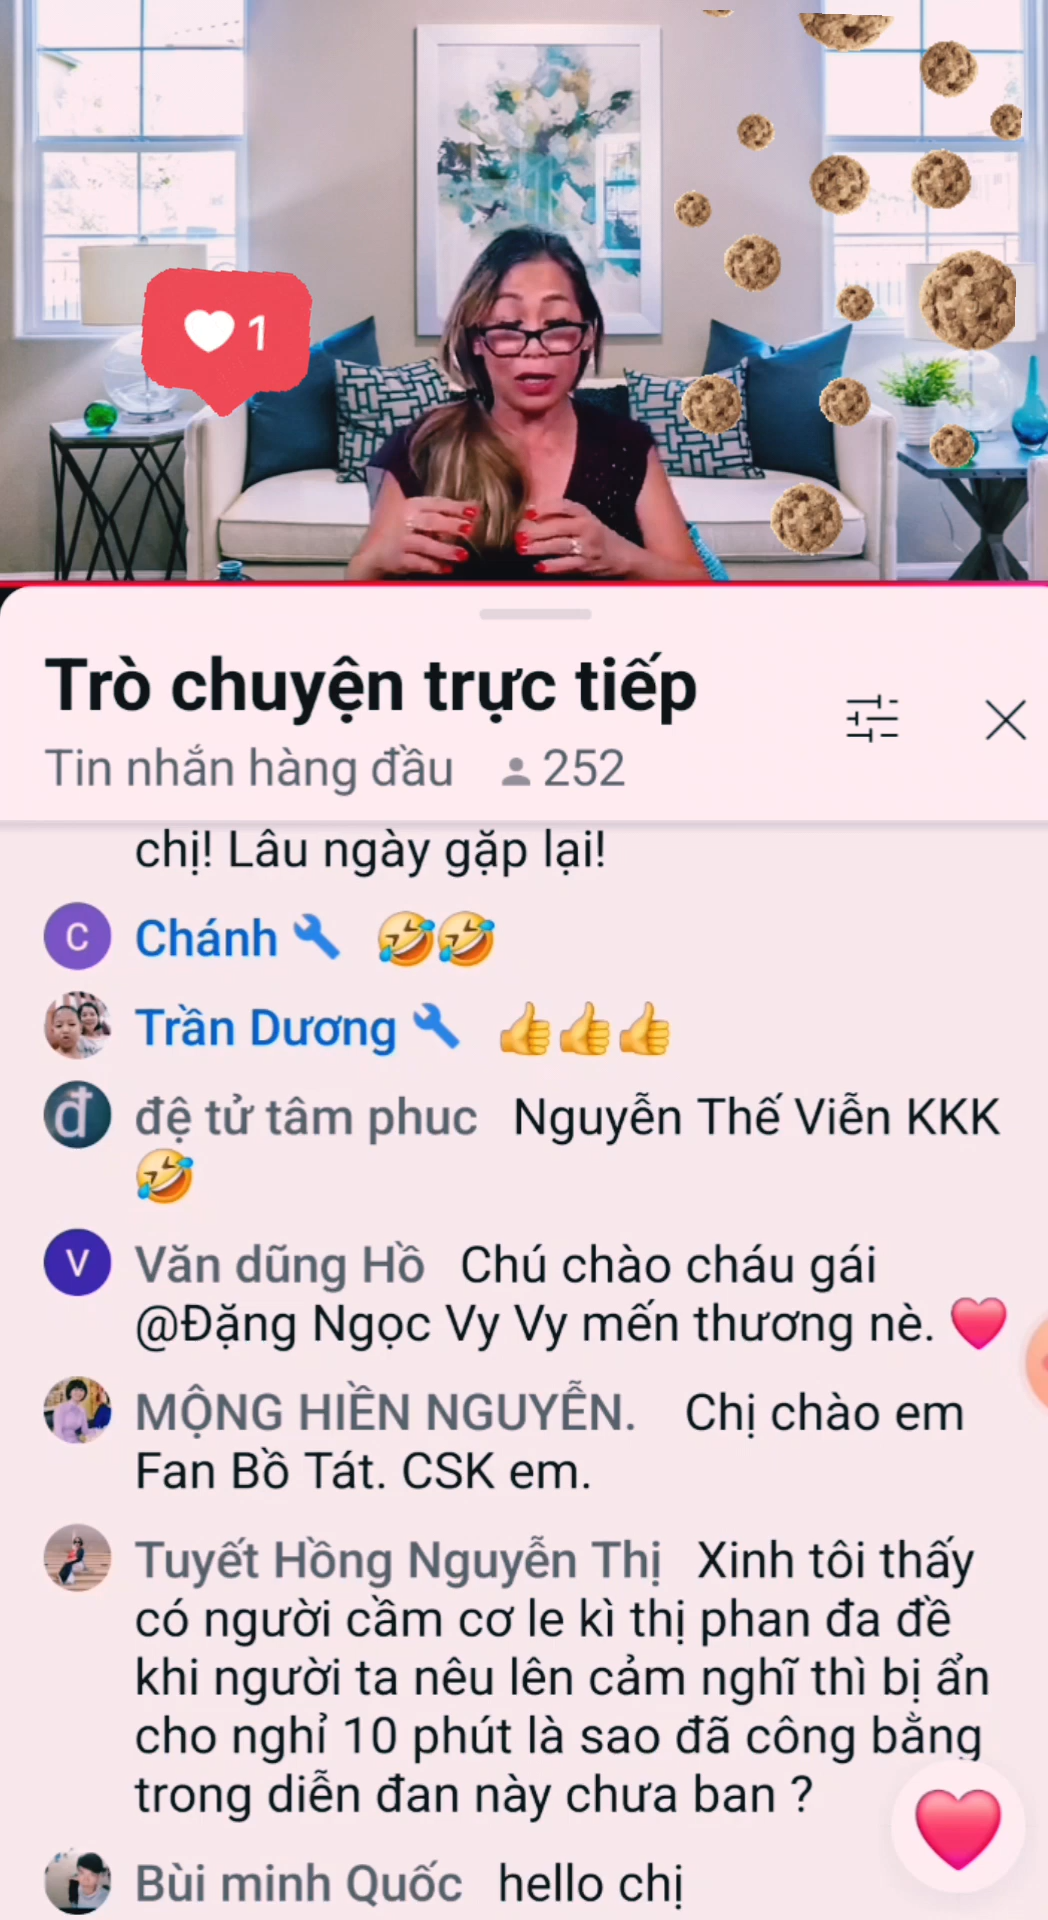 1
Trò chuyện trực tiếp
Tin nhắn hàng đầu 252
chị! Lâu ngày gặp lại!
C Chánh 🔧 🤣🤣
Trần Dương 🔧 👍👍👍
đ đệ tử tâm phuc Nguyễn Thế Viễn KKK
🤣
V Văn dũng Hồ Chú chào cháu gái
@Đặng Ngọc Vy Vy mến thương nè. ❤️
MỘNG HIỀN NGUYỄN. Chị chào em
Fan Bồ Tát. CSK em.
Tuyết Hồng Nguyễn Thị Xinh tôi thấy
có người cầm cơ le kì thị phan đa đề
khi người ta nêu lên cảm nghĩ thì bị ẩn
cho nghỉ 10 phút là sao đã công bằng
trong diễn đan này chưa ban ?
Bùi minh Quốc hello chị